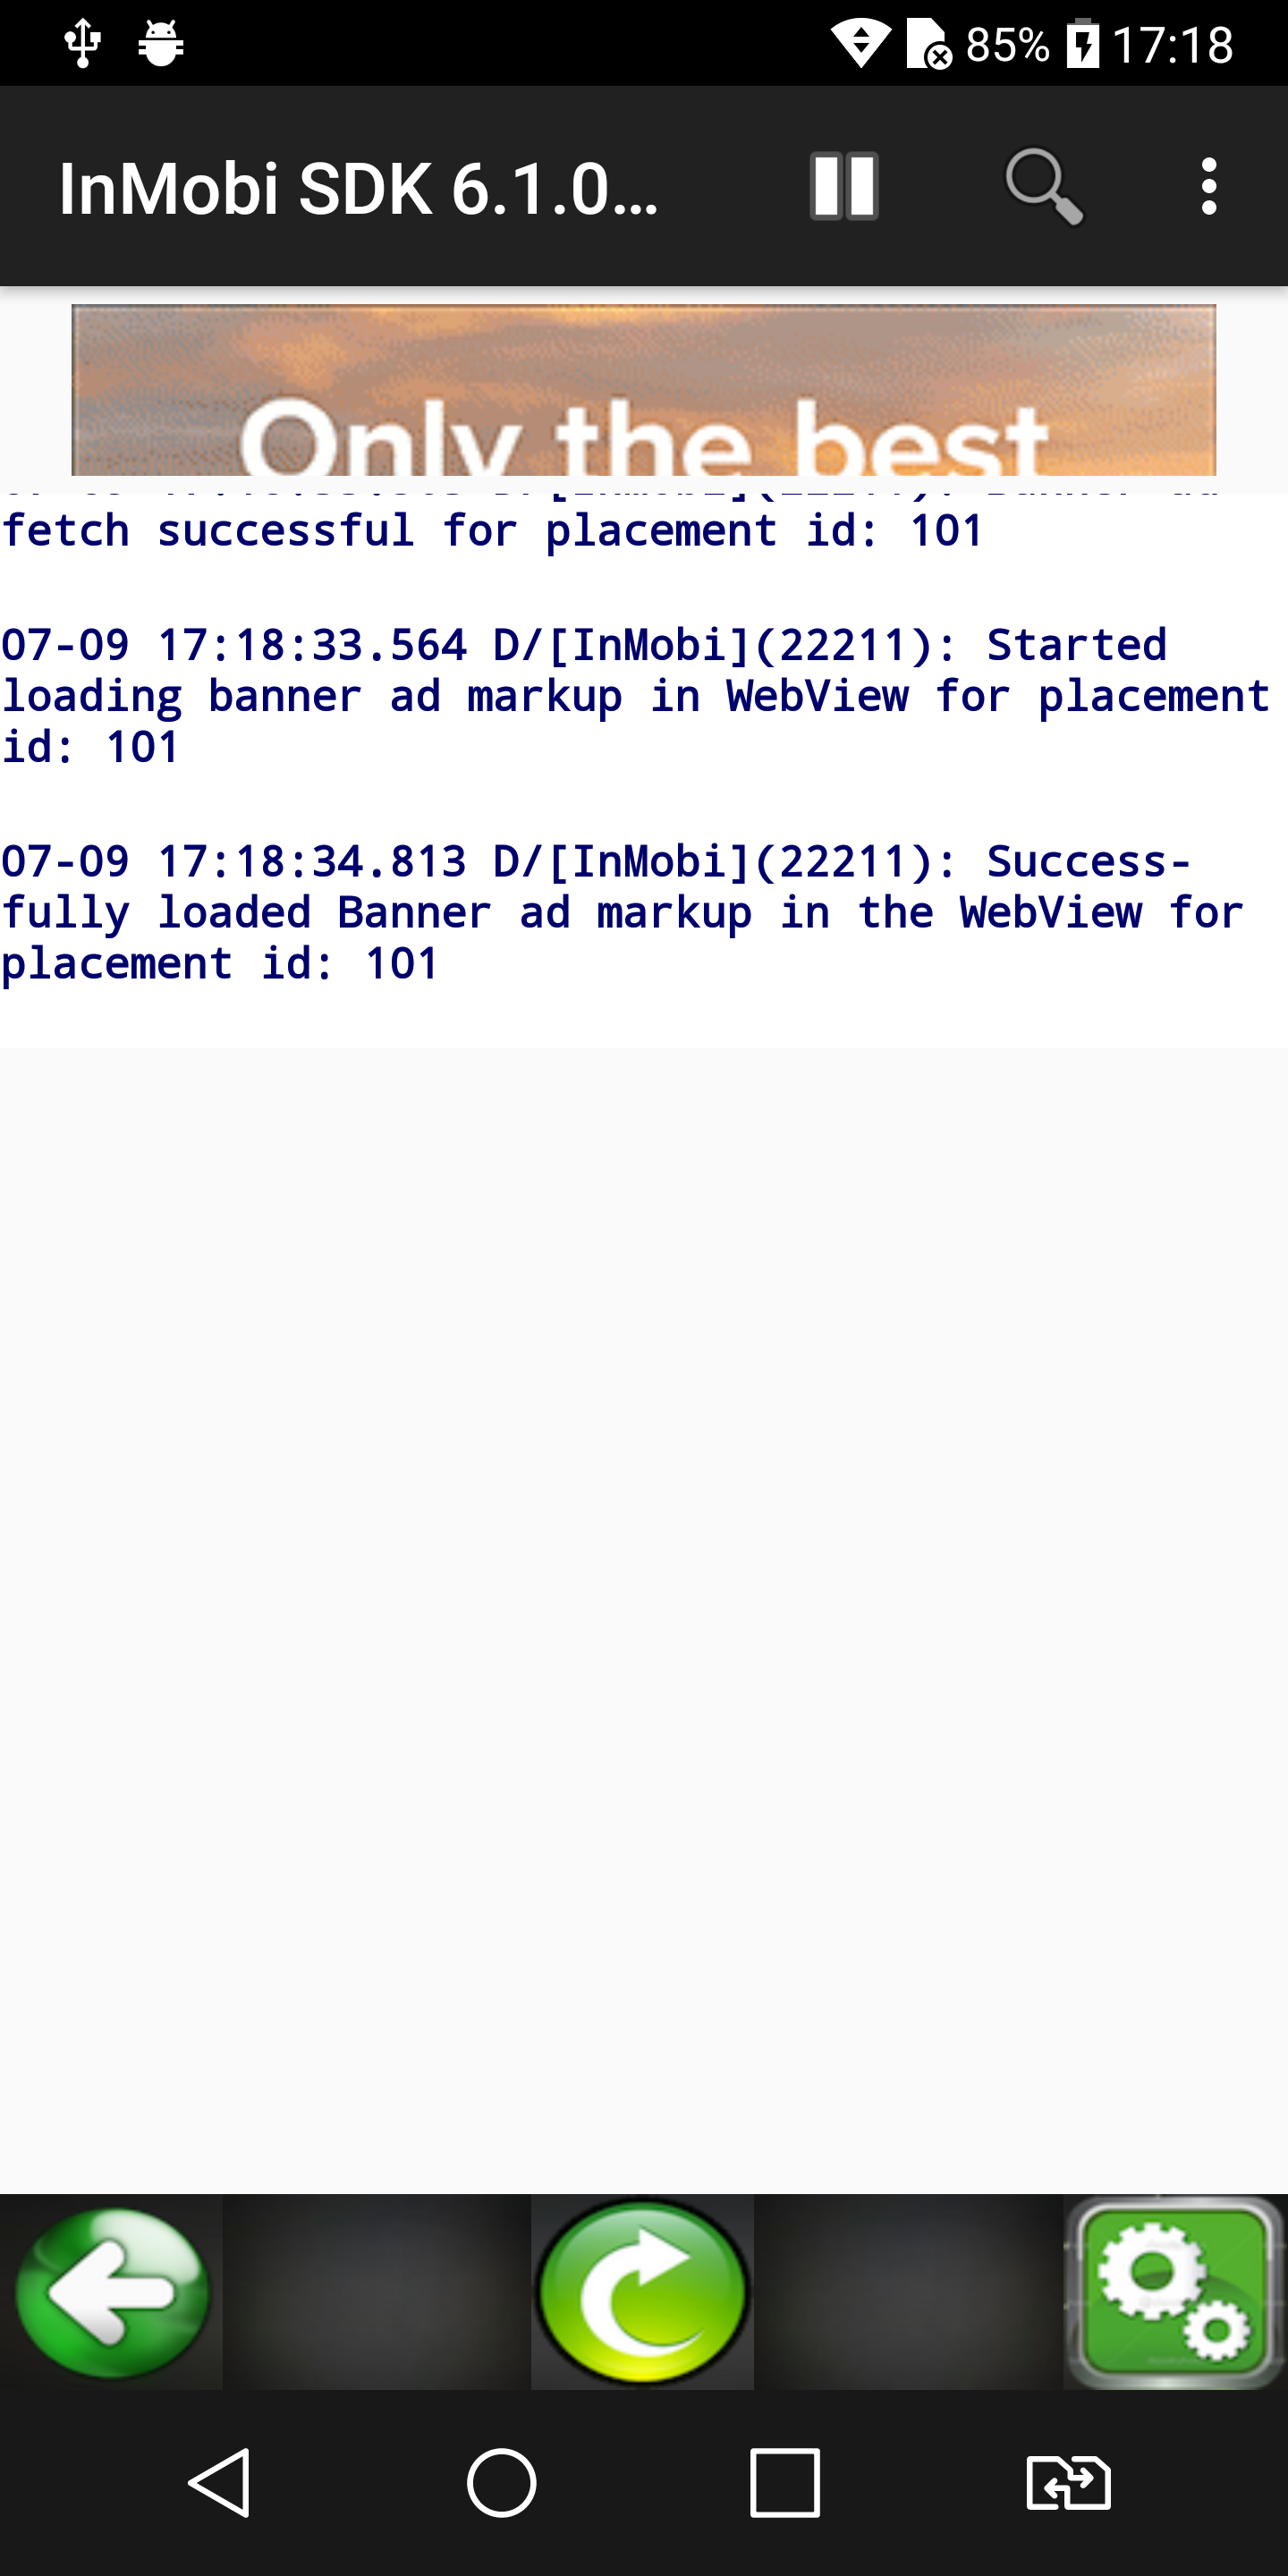 85% 17:18
InMobi SDK 6.1.0...
Only the best
fetch successful for placement id: 101
07-09 17:18:33.564 D/[InMobi](22211): Started
loading banner ad markup in WebView for placement
id: 101
07-09 17:18:34.813 D/[InMobi](22211): Success-
fully loaded Banner ad markup in the WebView for
placement id: 101